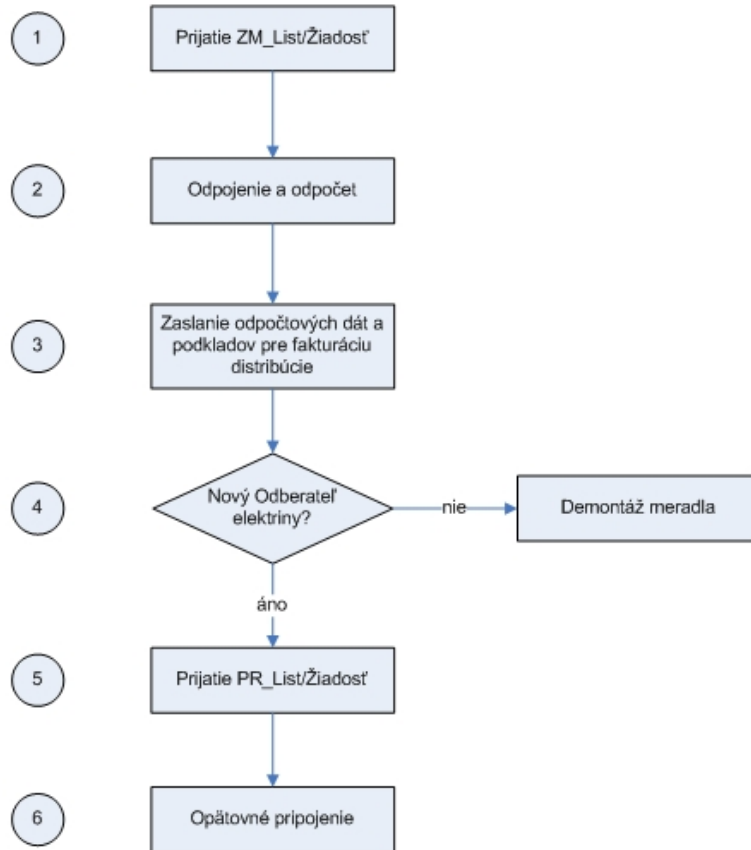 1
Prijatie ZM_List/Žiadosť
2
Odpojenie a odpočet
3
Zaslanie odpočtových dát a
podkladov pre fakturáciu
distribúcie
4
Nový Odberateľ
elektriny?
nie
Demontáž meradla
áno
5
Prijatie PR_List/Žiadosť
6
Opätovné pripojenie